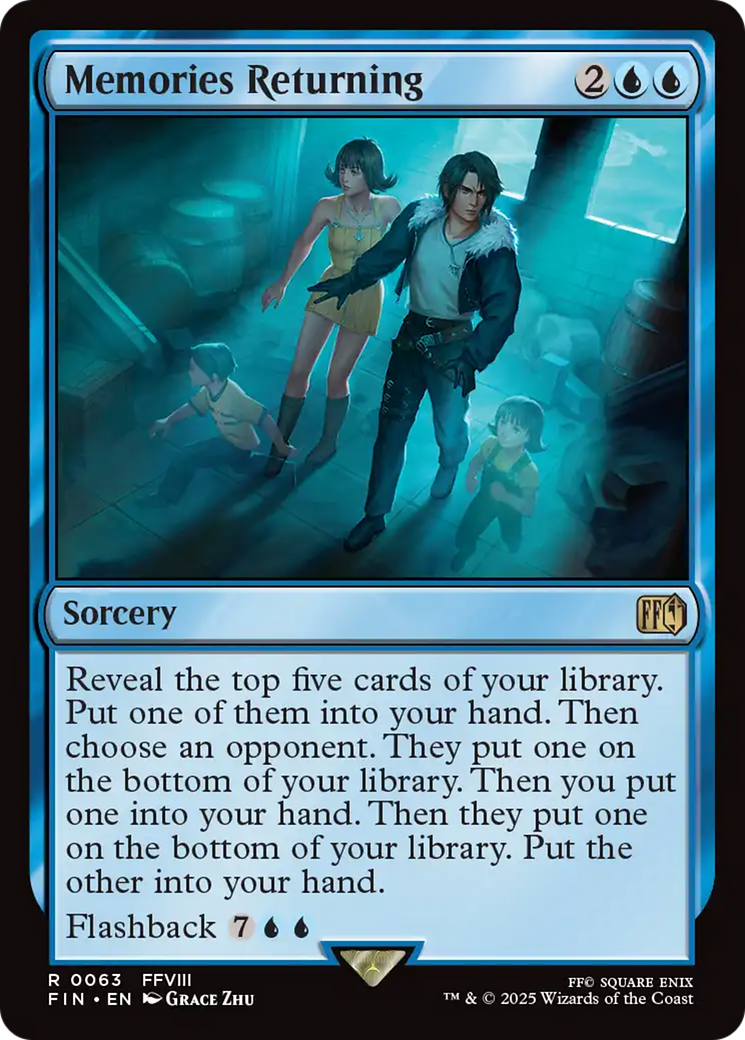 Memories Returning 2
Sorcery FF
Reveal the top five cards of your library.
Put one of them into your hand. Then
choose an opponent. They put one on
the bottom of your library. Then you put
one into your hand. Then they put one
on the bottom of your library. Put the
other into your hand.
Flashback 7
R 0063 FFVIII
FIN • EN Grace Zhu
FF© SQUARE ENIX
™ & © 2025 Wizards of the Coast